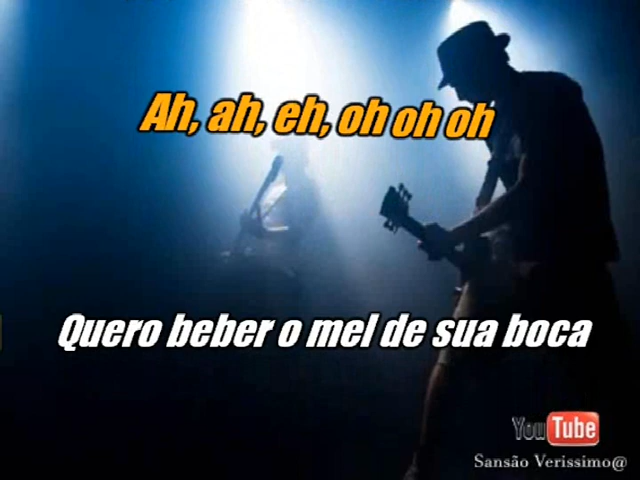 Ah, ah, eh, oh oh oh
Quero beber o mel de sua boca
YouTube
Sansão Verissimo@